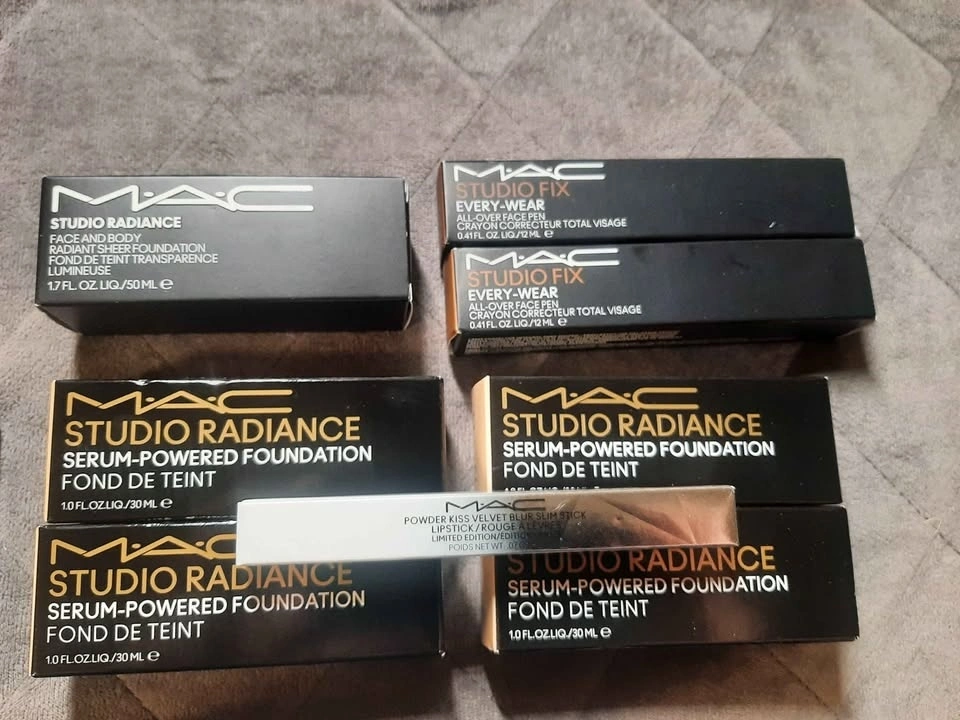 M·A·C
STUDIO RADIANCE
FACE AND BODY
RADIANT SHEER FOUNDATION
FOND DE TEINT TRANSPARENCE
LUMINEUSE
1.7 FL. OZ. LIQ./50 ML e
M·A·C
STUDIO FIX
EVERY-WEAR
ALL-OVER FACE PEN
CRAYON CORRECTEUR TOTAL VISAGE
0.41 FL. OZ. LIQ./12 ML e
M·A·C
STUDIO FIX
EVERY-WEAR
ALL-OVER FACE PEN
CRAYON CORRECTEUR TOTAL VISAGE
0.41 FL. OZ. LIQ./12 ML e
M·A·C
STUDIO RADIANCE
SERUM-POWERED FOUNDATION
FOND DE TEINT
1.0 FL.OZ.LIQ./30 ML e
M·A·C
STUDIO RADIANCE
SERUM-POWERED FOUNDATION
FOND DE TEINT
M·A·C
POWDER KISS VELVET BLUR SLIM STICK
LIPSTICK / ROUGE À LÈVRES
LIMITED EDITION/ÉDITION
POIDS NET WT.
M·A·C
STUDIO RADIANCE
SERUM-POWERED FOUNDATION
FOND DE TEINT
1.0 FL.OZ.LIQ./30 ML e
STUDIO RADIANCE
SERUM-POWERED FOUNDATION
FOND DE TEINT
1.0 FL.OZ.LIQ./30 ML e